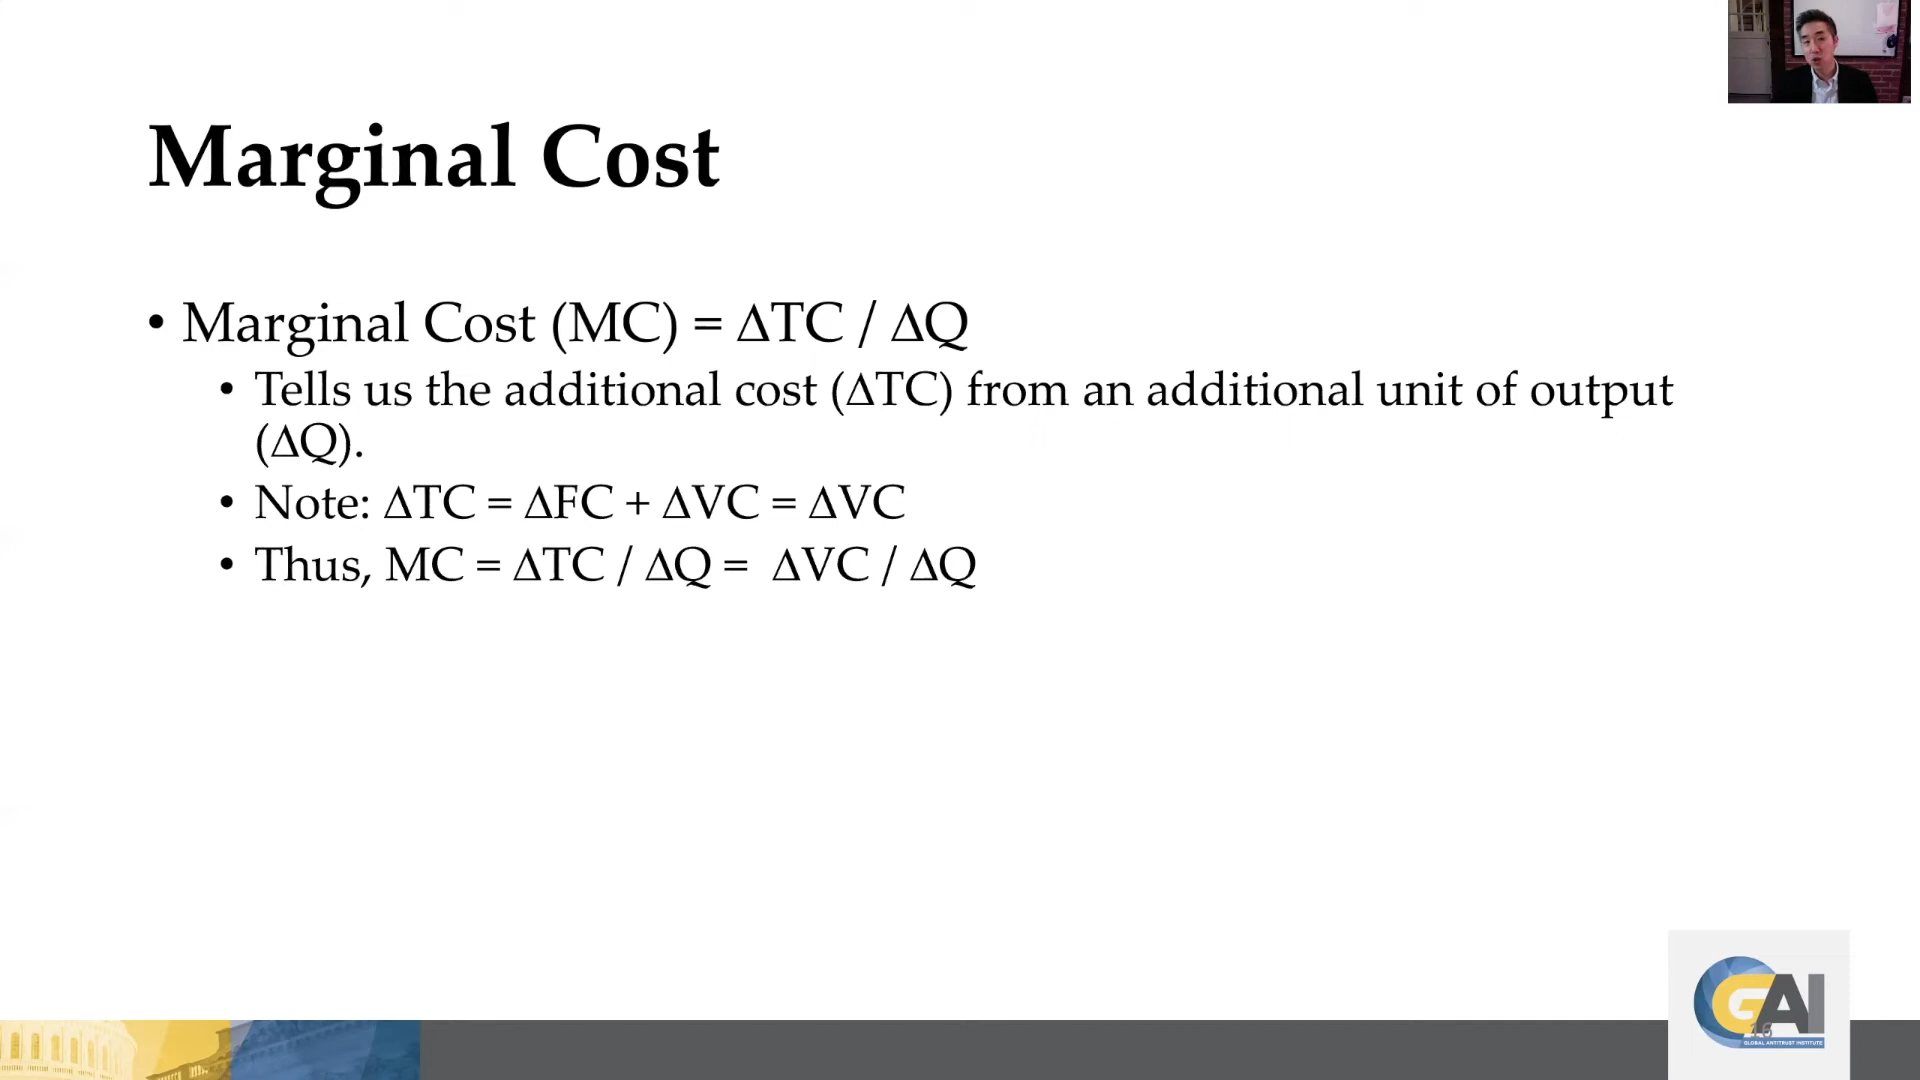 Marginal Cost
• Marginal Cost (MC) = ΔTC / ΔQ
• Tells us the additional cost (ΔTC) from an additional unit of output
(ΔQ).
• Note: ΔTC = ΔFC + ΔVC = ΔVC
• Thus, MC = ΔTC / ΔQ = ΔVC / ΔQ
GAI
16
GLOBAL ANTITRUST INSTITUTE